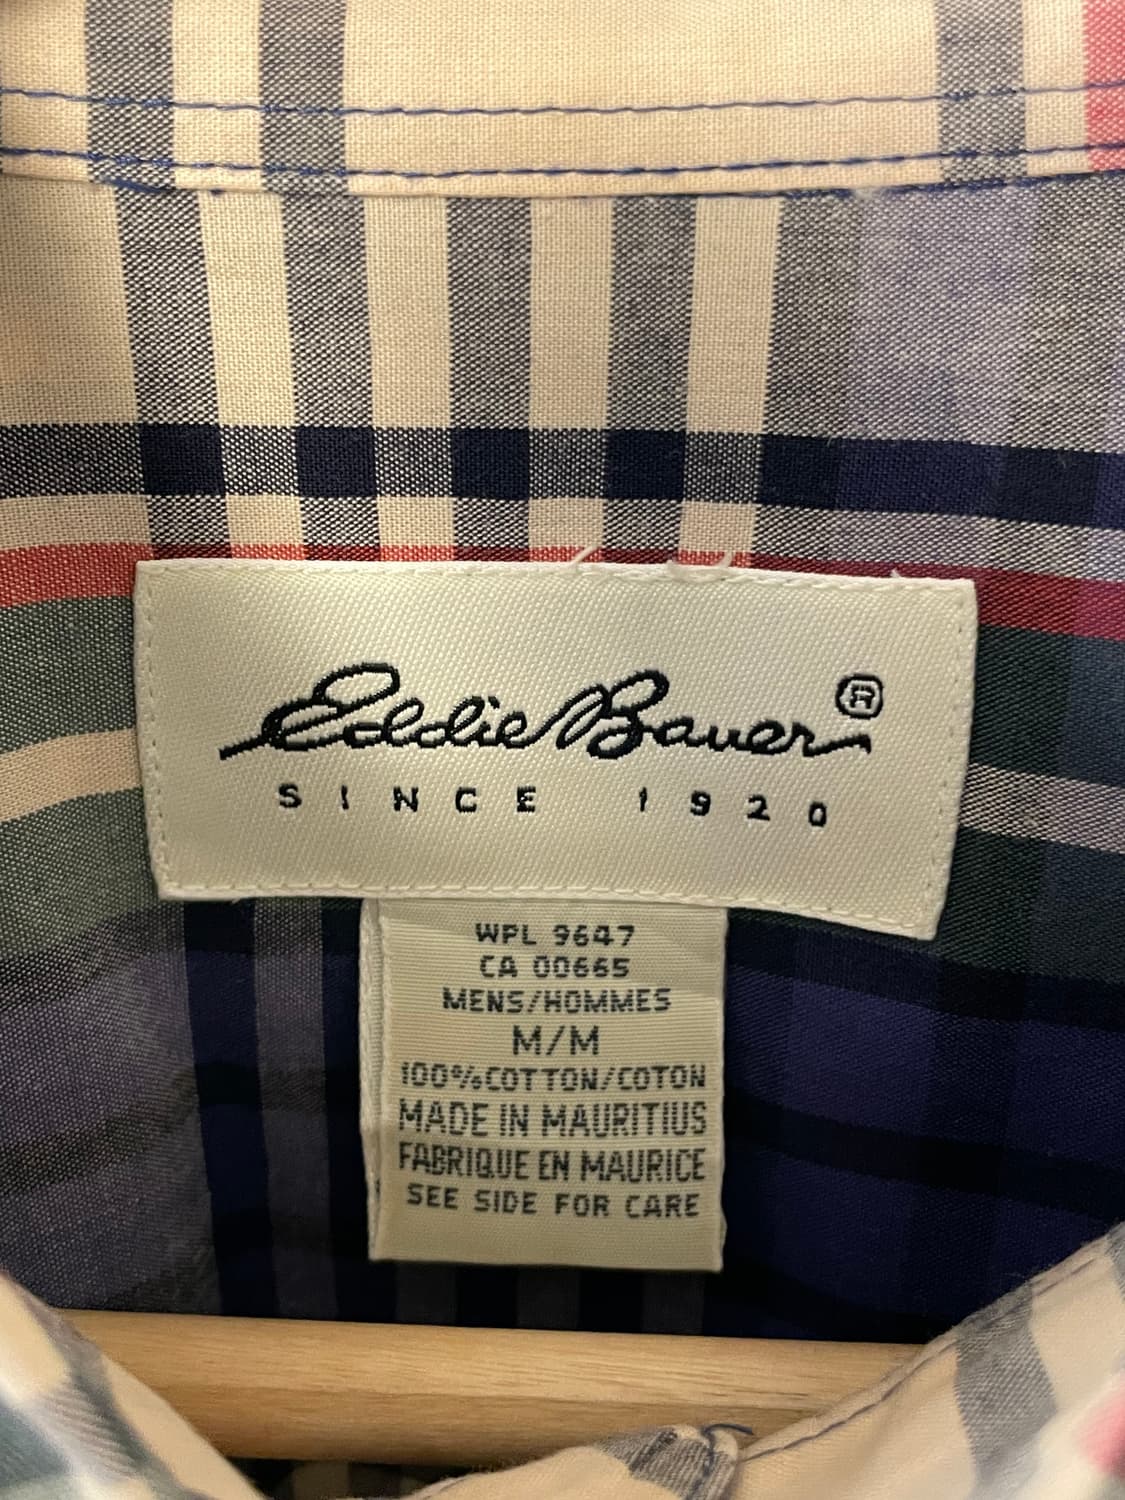 Eddie Bauer®
SINCE 1920
WPL 9647
CA 00665
MENS/HOMMES
M/M
100%COTTON/COTON
MADE IN MAURITIUS
FABRIQUE EN MAURICE
SEE SIDE FOR CARE